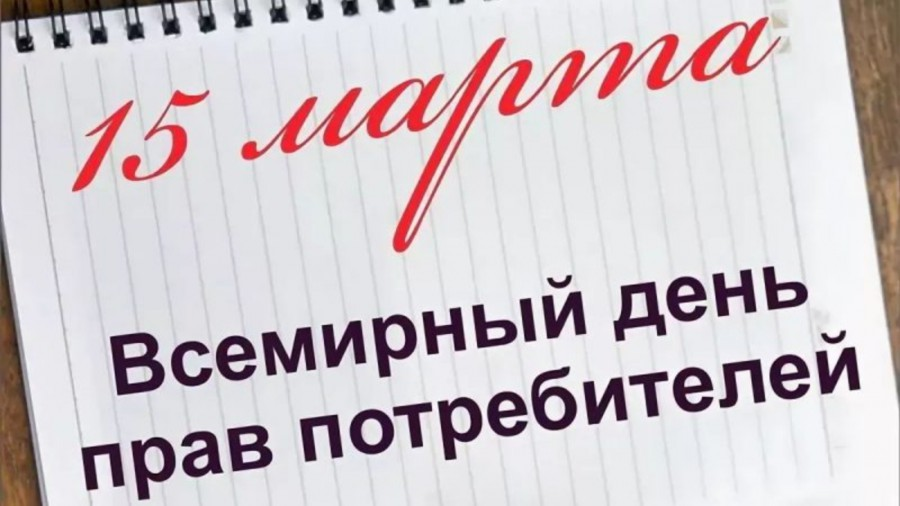 15 марта
Всемирный день
прав потребителей